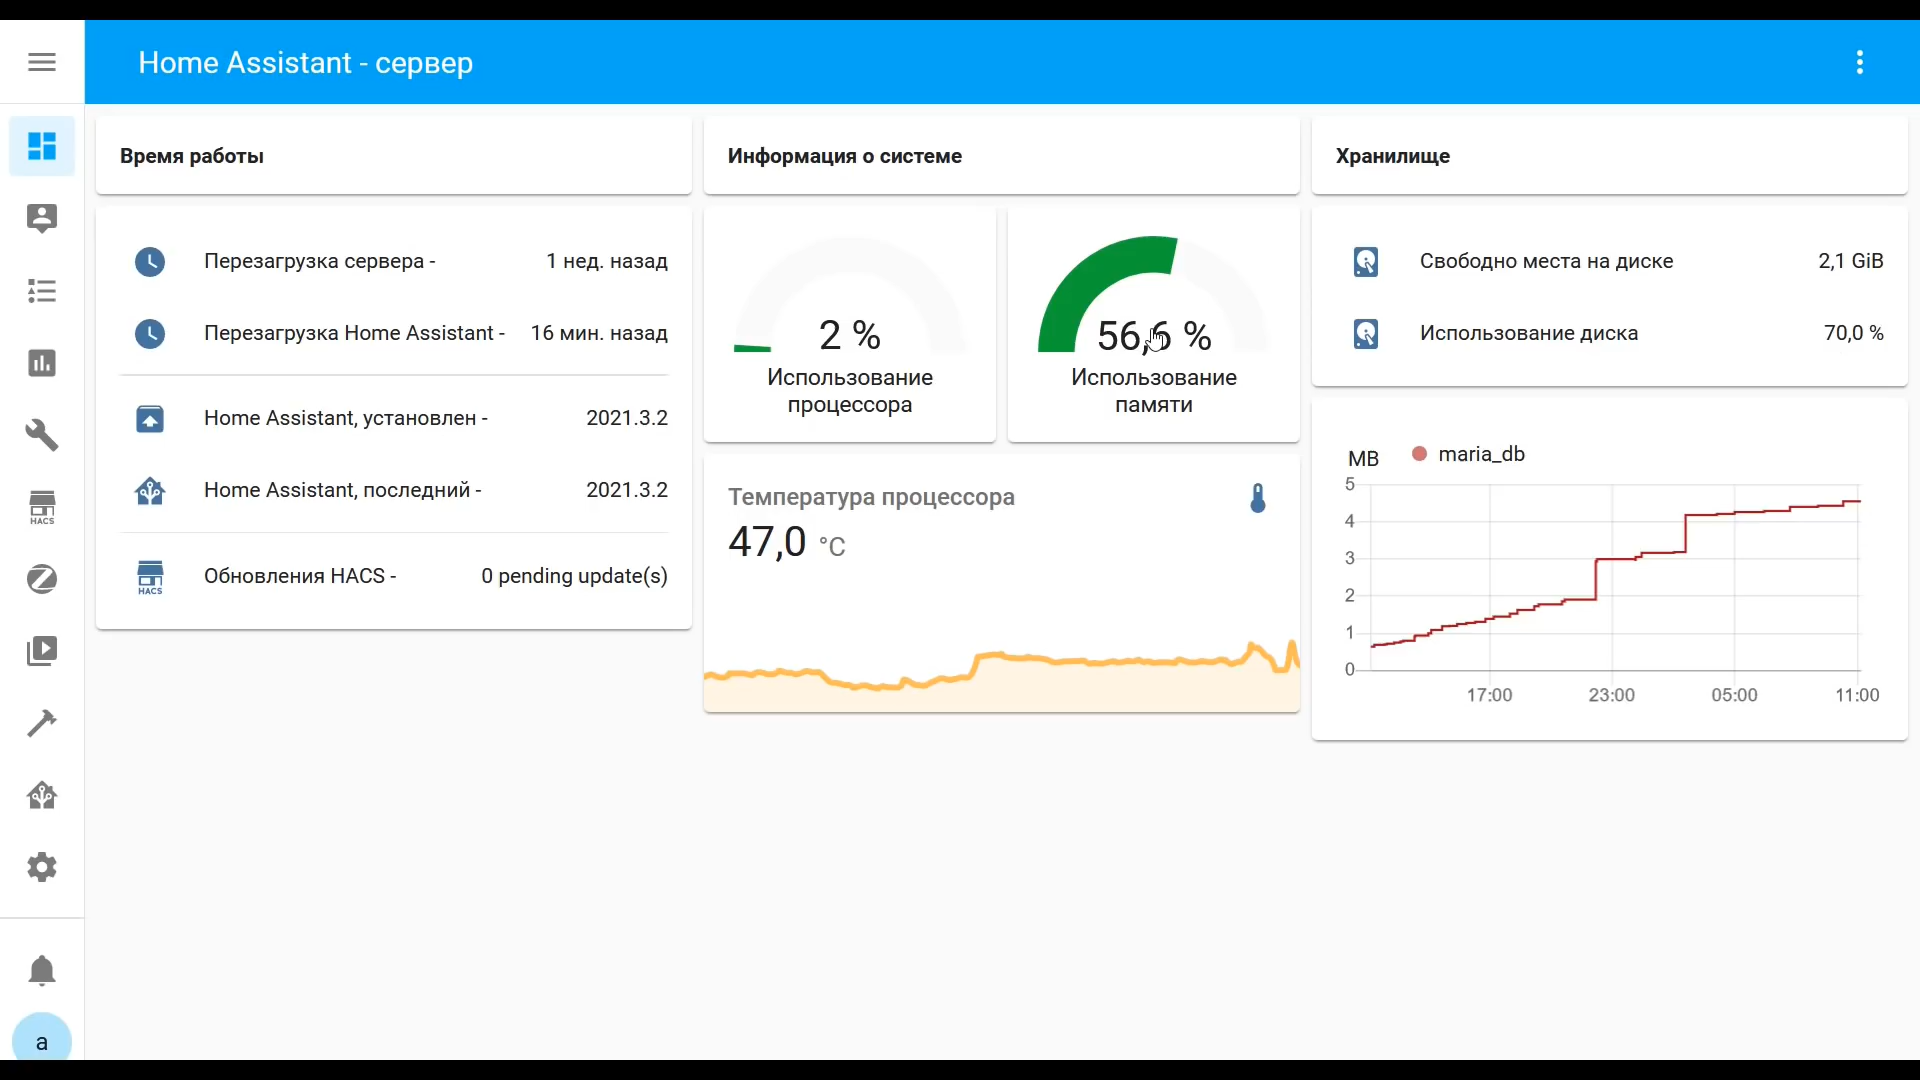 Home Assistant - сервер
Время работы
Перезагрузка сервера - 1 нед. назад
Перезагрузка Home Assistant - 16 мин. назад
Home Assistant, установлен - 2021.3.2
Home Assistant, последний - 2021.3.2
HACS
Обновления HACS - 0 pending update(s)
Информация о системе
2 %
Использование
процессора
56,6 %
Использование
памяти
Температура процессора
47,0 °C
Хранилище
Свободно места на диске 2,1 GiB
Использование диска 70,0 %
MB
maria_db
5
4
3
2
1
0
17:00 23:00 05:00 11:00
HACS
a